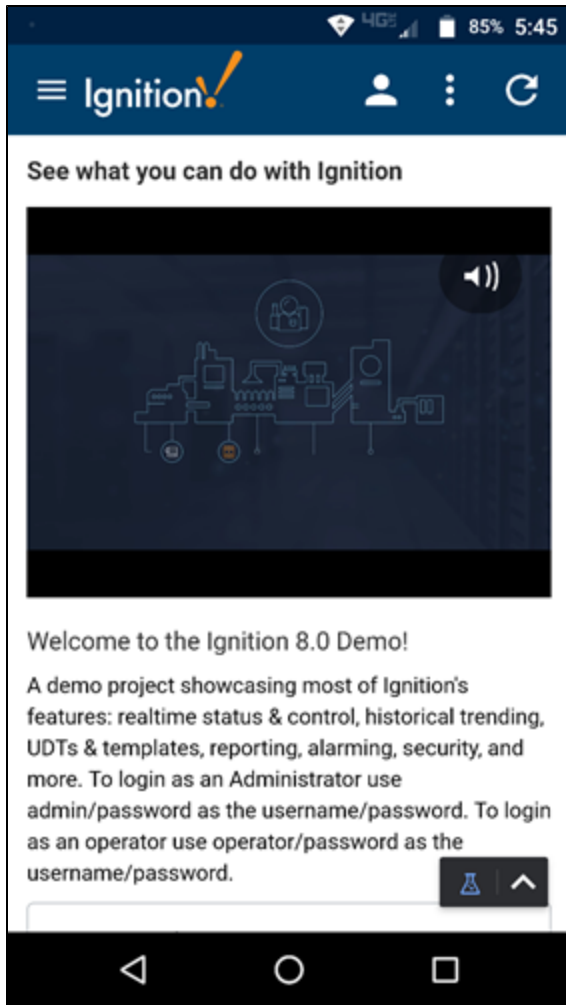 4G
85% 5:45
Ignition!
See what you can do with Ignition
Welcome to the Ignition 8.0 Demo!
A demo project showcasing most of Ignition's
features: realtime status & control, historical trending,
UDTs & templates, reporting, alarming, security, and
more. To login as an Administrator use
admin/password as the username/password. To login
as an operator use operator/password as the
username/password.